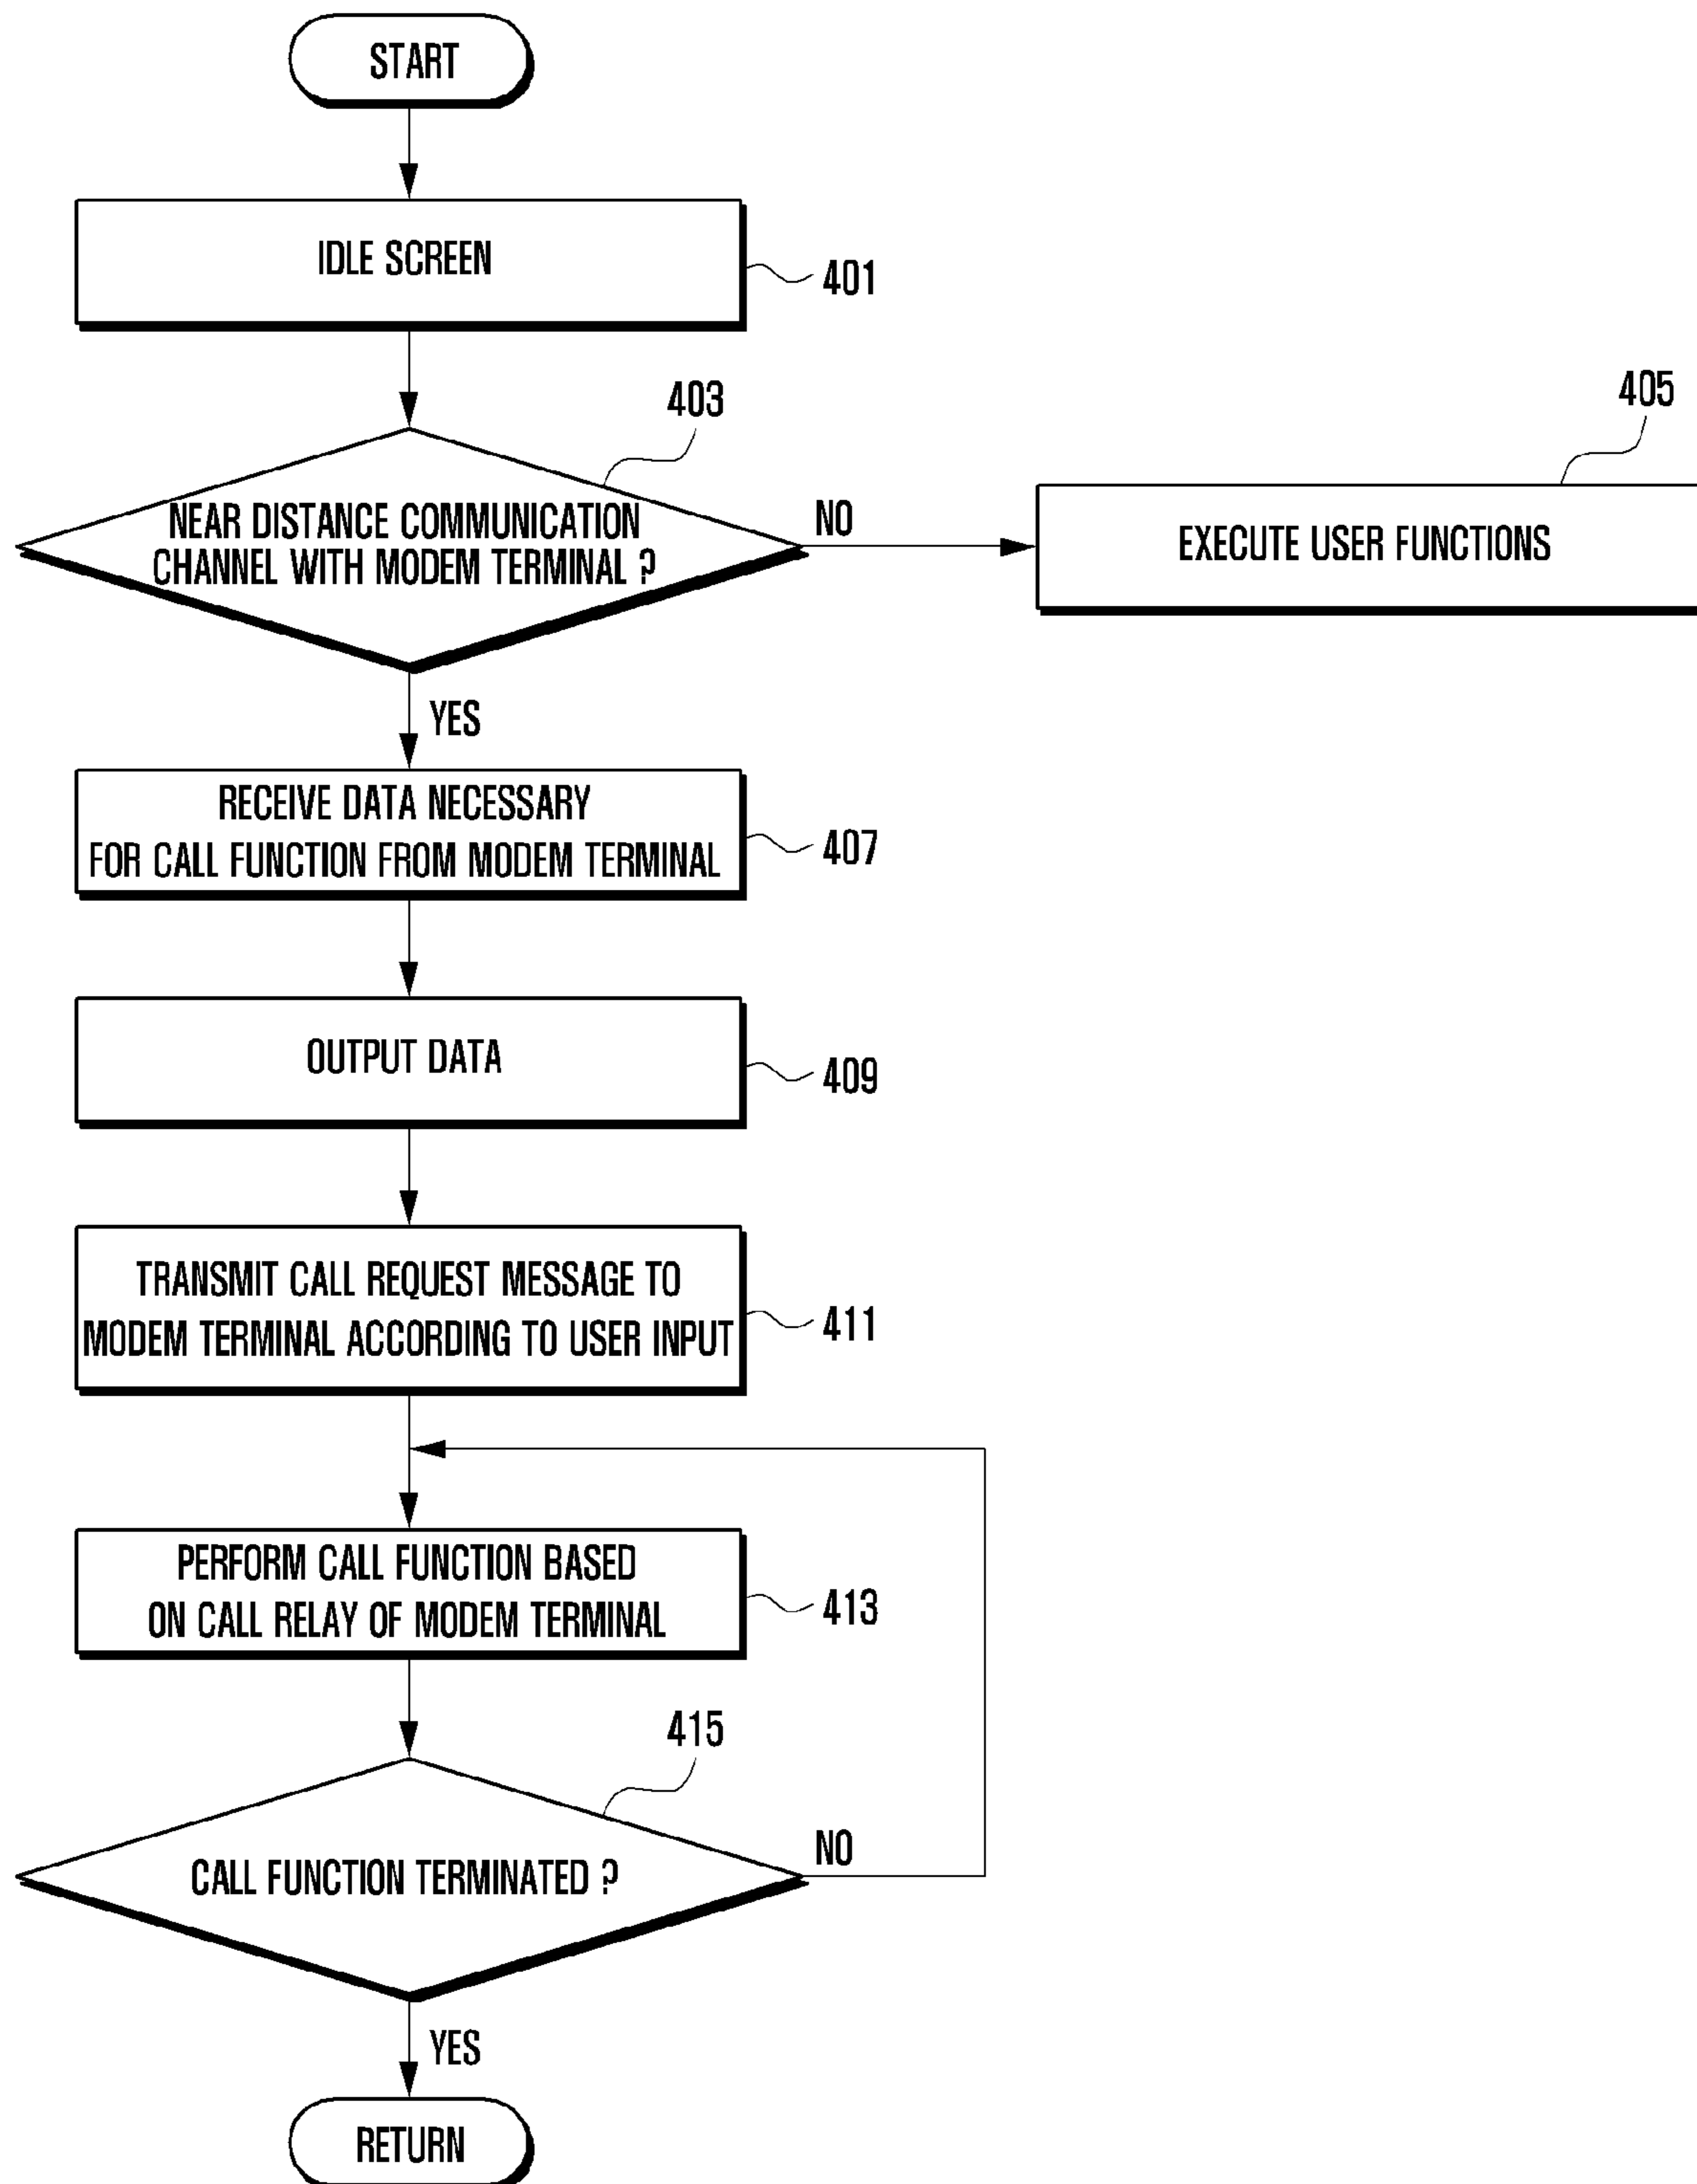 START
IDLE SCREEN
401
403
NEAR DISTANCE COMMUNICATION
CHANNEL WITH MODEM TERMINAL ?
NO
405
EXECUTE USER FUNCTIONS
YES
RECEIVE DATA NECESSARY
FOR CALL FUNCTION FROM MODEM TERMINAL
407
OUTPUT DATA
409
TRANSMIT CALL REQUEST MESSAGE TO
MODEM TERMINAL ACCORDING TO USER INPUT
411
PERFORM CALL FUNCTION BASED
ON CALL RELAY OF MODEM TERMINAL
413
415
CALL FUNCTION TERMINATED ?
NO
YES
RETURN